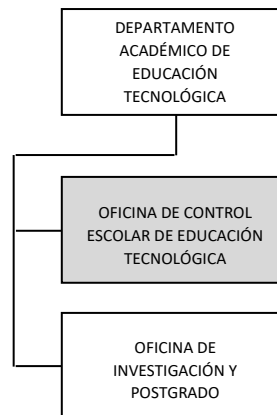 DEPARTAMENTO
ACADÉMICO DE
EDUCACIÓN
TECNOLÓGICA
OFICINA DE CONTROL
ESCOLAR DE EDUCACIÓN
TECNOLÓGICA
OFICINA DE
INVESTIGACIÓN Y
POSTGRADO